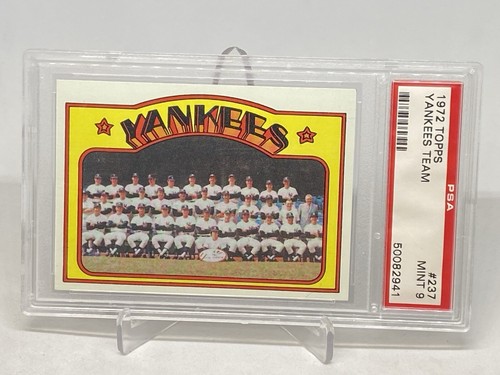 YANKEES
1972 TOPPS
YANKEES TEAM
PSA
#237
MINT 9
50082941